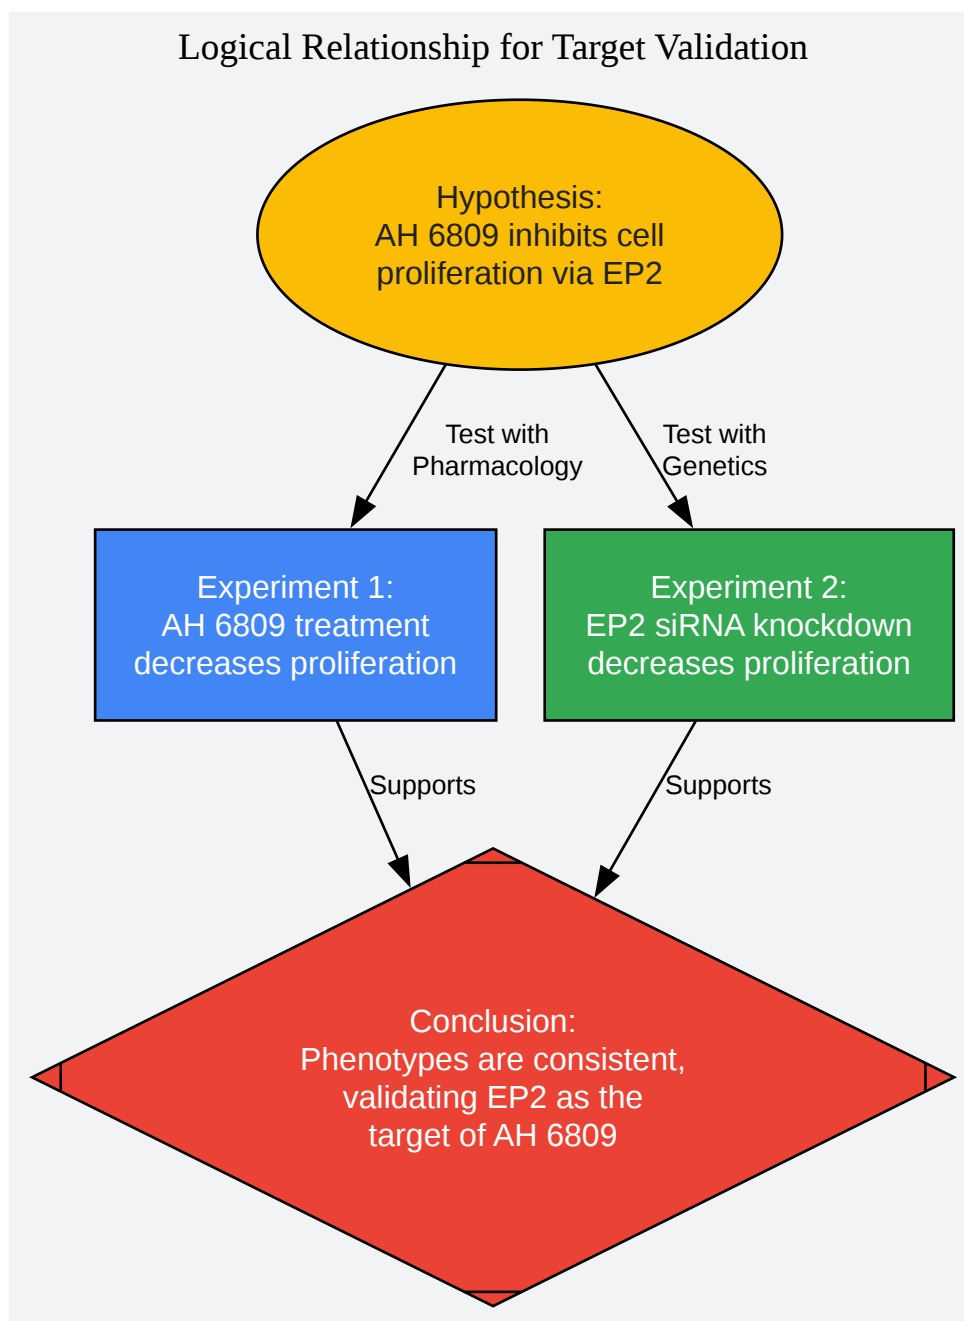 Logical Relationship for Target Validation
Hypothesis:
AH 6809 inhibits cell
proliferation via EP2
Test with
Pharmacology
Test with
Genetics
Experiment 1:
AH 6809 treatment
decreases proliferation
Experiment 2:
EP2 siRNA knockdown
decreases proliferation
Supports
Supports
Conclusion:
Phenotypes are consistent,
validating EP2 as the
target of AH 6809